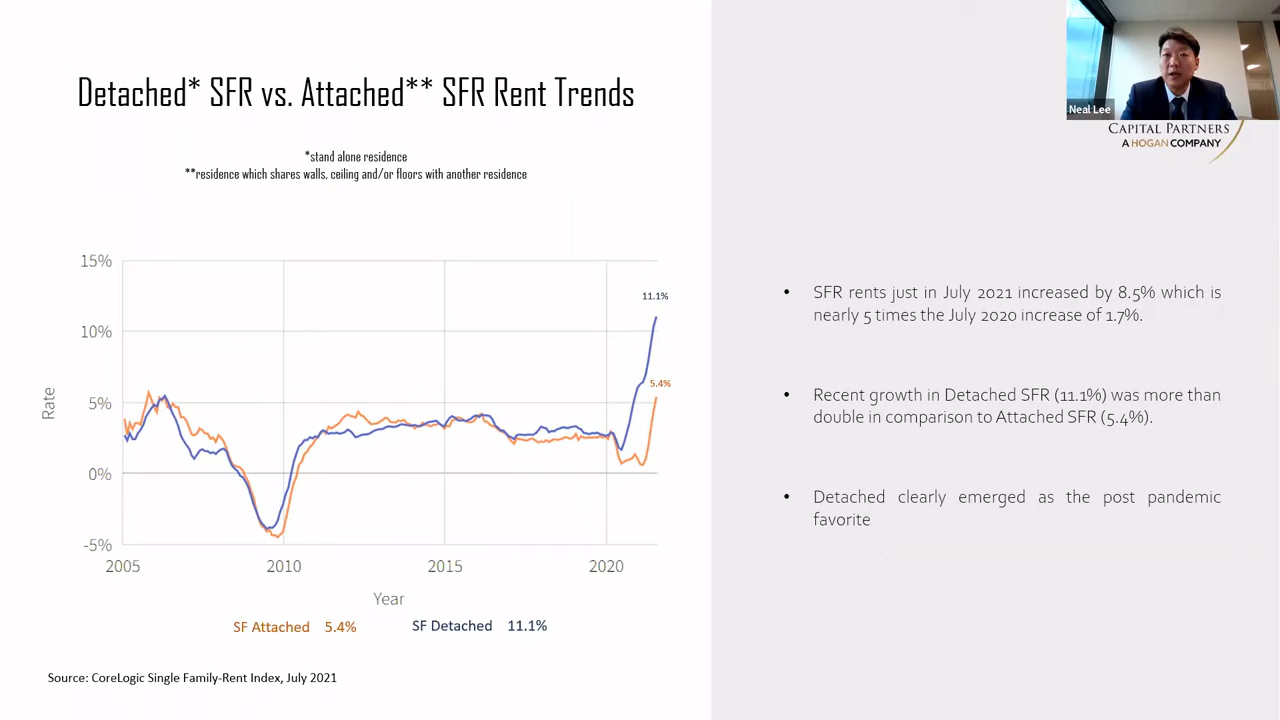 Detached* SFR vs. Attached** SFR Rent Trends
*stand alone residence
**residence which shares walls, ceiling and/or floors with another residence
15%
10%
5%
0%
-5%
Rate
11.1%
5.4%
2005 2010 2015 2020
Year
SF Attached 5.4% SF Detached 11.1%
Source: CoreLogic Single Family-Rent Index, July 2021
Neal Lee
CAPITAL PARTNERS
A HOGAN COMPANY
• SFR rents just in July 2021 increased by 8.5% which is
nearly 5 times the July 2020 increase of 1.7%.
• Recent growth in Detached SFR (11.1%) was more than
double in comparison to Attached SFR (5.4%).
• Detached clearly emerged as the post pandemic
favorite